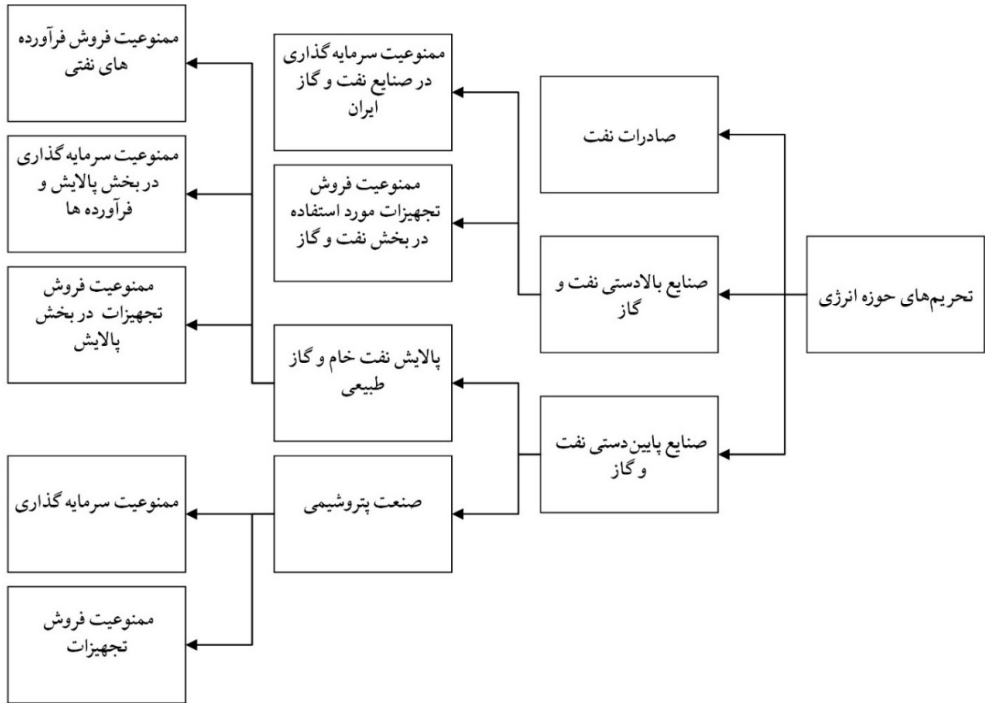 تحریم‌های حوزه انرژی
صادرات نفت
صنایع بالادستی نفت و
گاز
صنایع پایین‌دستی نفت
و گاز
ممنوعیت سرمایه گذاری
در صنایع نفت و گاز
ایران
ممنوعیت فروش
تجهیزات مورد استفاده
در بخش نفت و گاز
پالایش نفت خام و گاز
طبیعی
صنعت پتروشیمی
ممنوعیت فروش فرآورده
های نفتی
ممنوعیت سرمایه گذاری
در بخش پالایش و
فرآورده ها
ممنوعیت فروش
تجهیزات در بخش
پالایش
ممنوعیت سرمایه گذاری
ممنوعیت فروش
تجهیزات